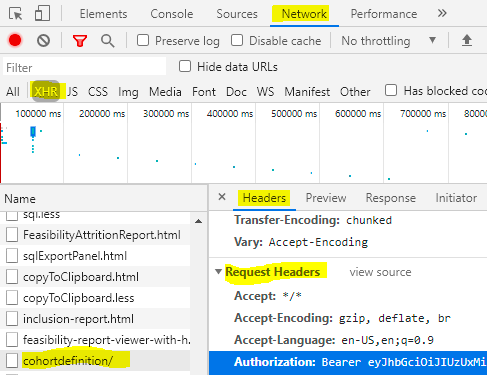 Elements Console Sources Network Performance
Preserve log Disable cache No throttling
Filter Hide data URLs
All XHR JS CSS Img Media Font Doc WS Manifest Other Has blocked coo
100000 ms 200000 ms 300000 ms 400000 ms 500000 ms 600000 ms 700000 ms 80000
Name
sql.less
FeasibilityAttritionReport.html
sqlExportPanel.html
copyToClipboard.html
copyToClipboard.less
inclusion-report.html
feasibility-report-viewer-with-h...
cohortdefinition/
Headers Preview Response Initiator
Transfer-Encoding: chunked
Vary: Accept-Encoding
Request Headers view source
Accept: */*
Accept-Encoding: gzip, deflate, br
Accept-Language: en-US,en;q=0.9
Authorization: Bearer eyJhbGciOiJIUzUxMi